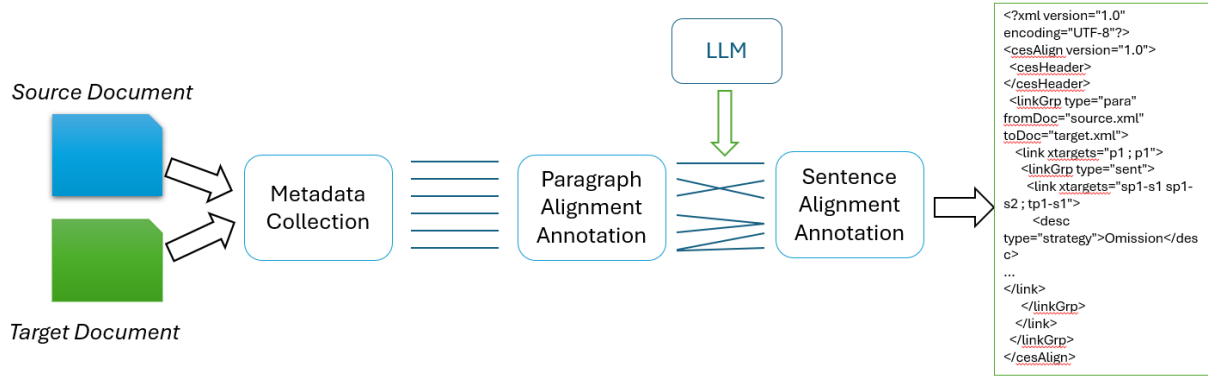 Source Document
Target Document
Metadata
Collection
Paragraph
Alignment
Annotation
LLM
Sentence
Alignment
Annotation
<?xml version="1.0"
encoding="UTF-8"?>
<cesAlign version="1.0">
<cesHeader>
</cesHeader>
<linkGrp type="para"
fromDoc="source.xml"
toDoc="target.xml">
<link xtargets="p1 ; p1">
<linkGrp type="sent">
<link xtargets="sp1-s1 sp1-
s2 ; tp1-s1">
<desc
type="strategy">Omission</des
c>
...
</link>
</linkGrp>
</link>
</linkGrp>
</cesAlign>